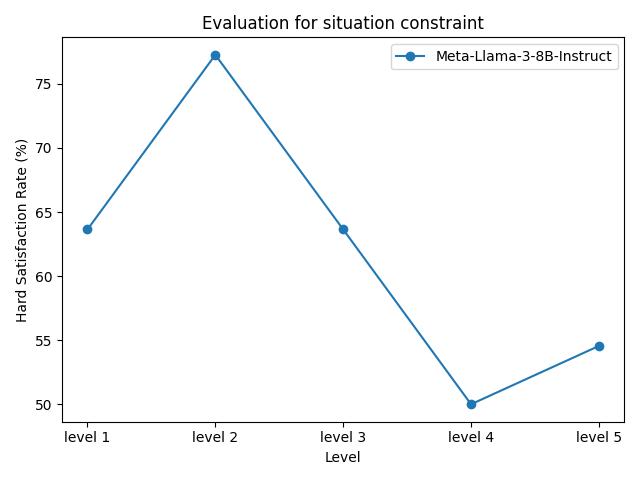 Evaluation for situation constraint
Meta-Llama-3-8B-Instruct
Hard Satisfaction Rate (%)
75
70
65
60
55
50
level 1 level 2 level 3 level 4 level 5
Level